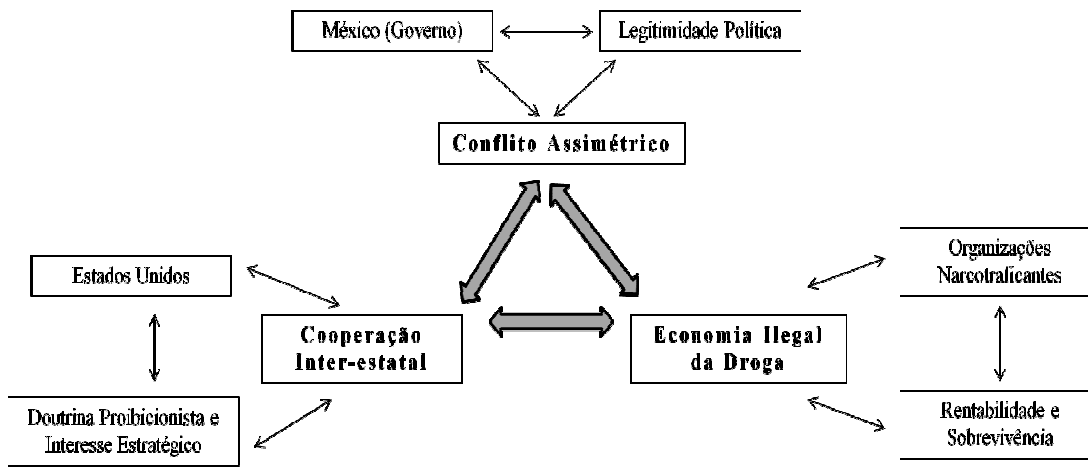 México (Governo)
Legitimidade Política
Conflito Assimétrico
Estados Unidos
Organizações
Narcotraficantes
Cooperação
Inter-estatal
Economia Ilegal
da Droga
Doutrina Proibicionista e
Interesse Estratégico
Rentabilidade e
Sobrevivência